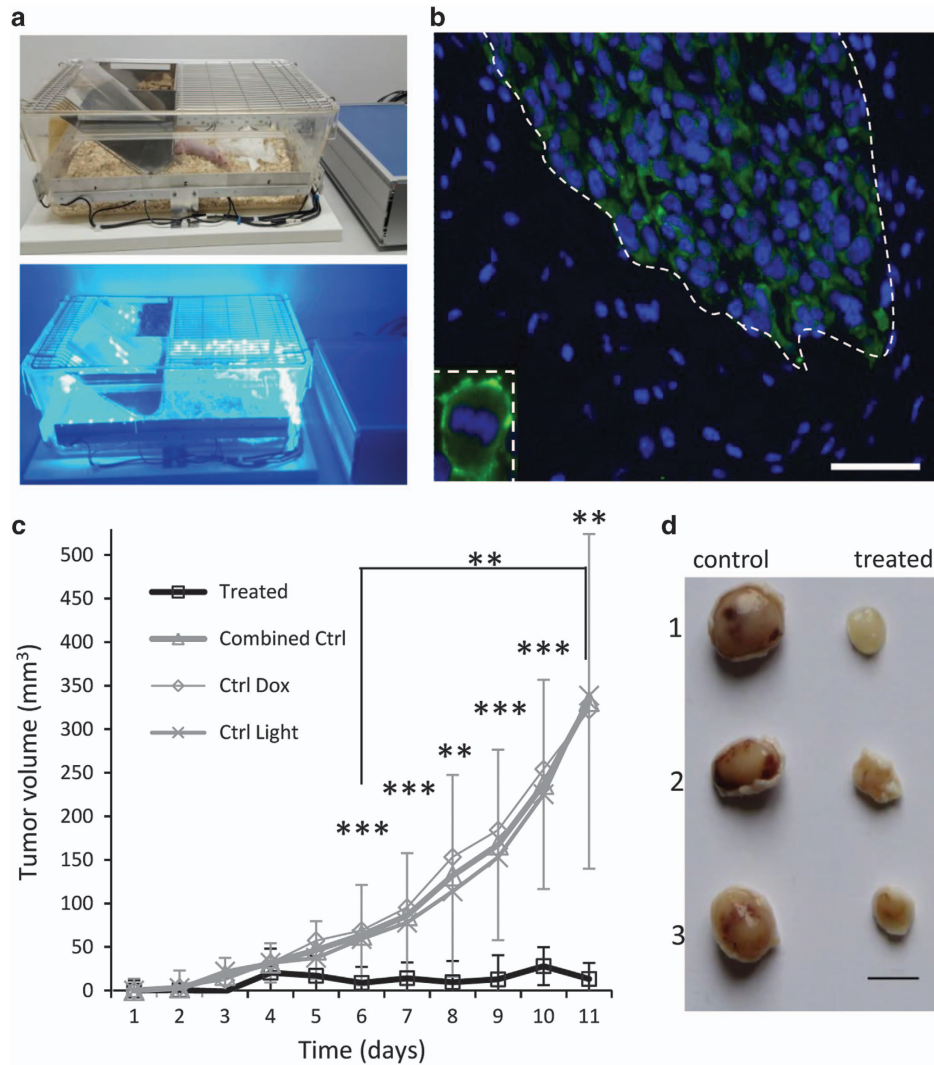 a
b
c
500
450
400
350
300
250
200
150
100
50
0
Tumor volume (mm³)
Treated
Combined Ctrl
Ctrl Dox
Ctrl Light
**
**
***
***
**
***
***
1 2 3 4 5 6 7 8 9 10 11
Time (days)
d
control treated
1
2
3